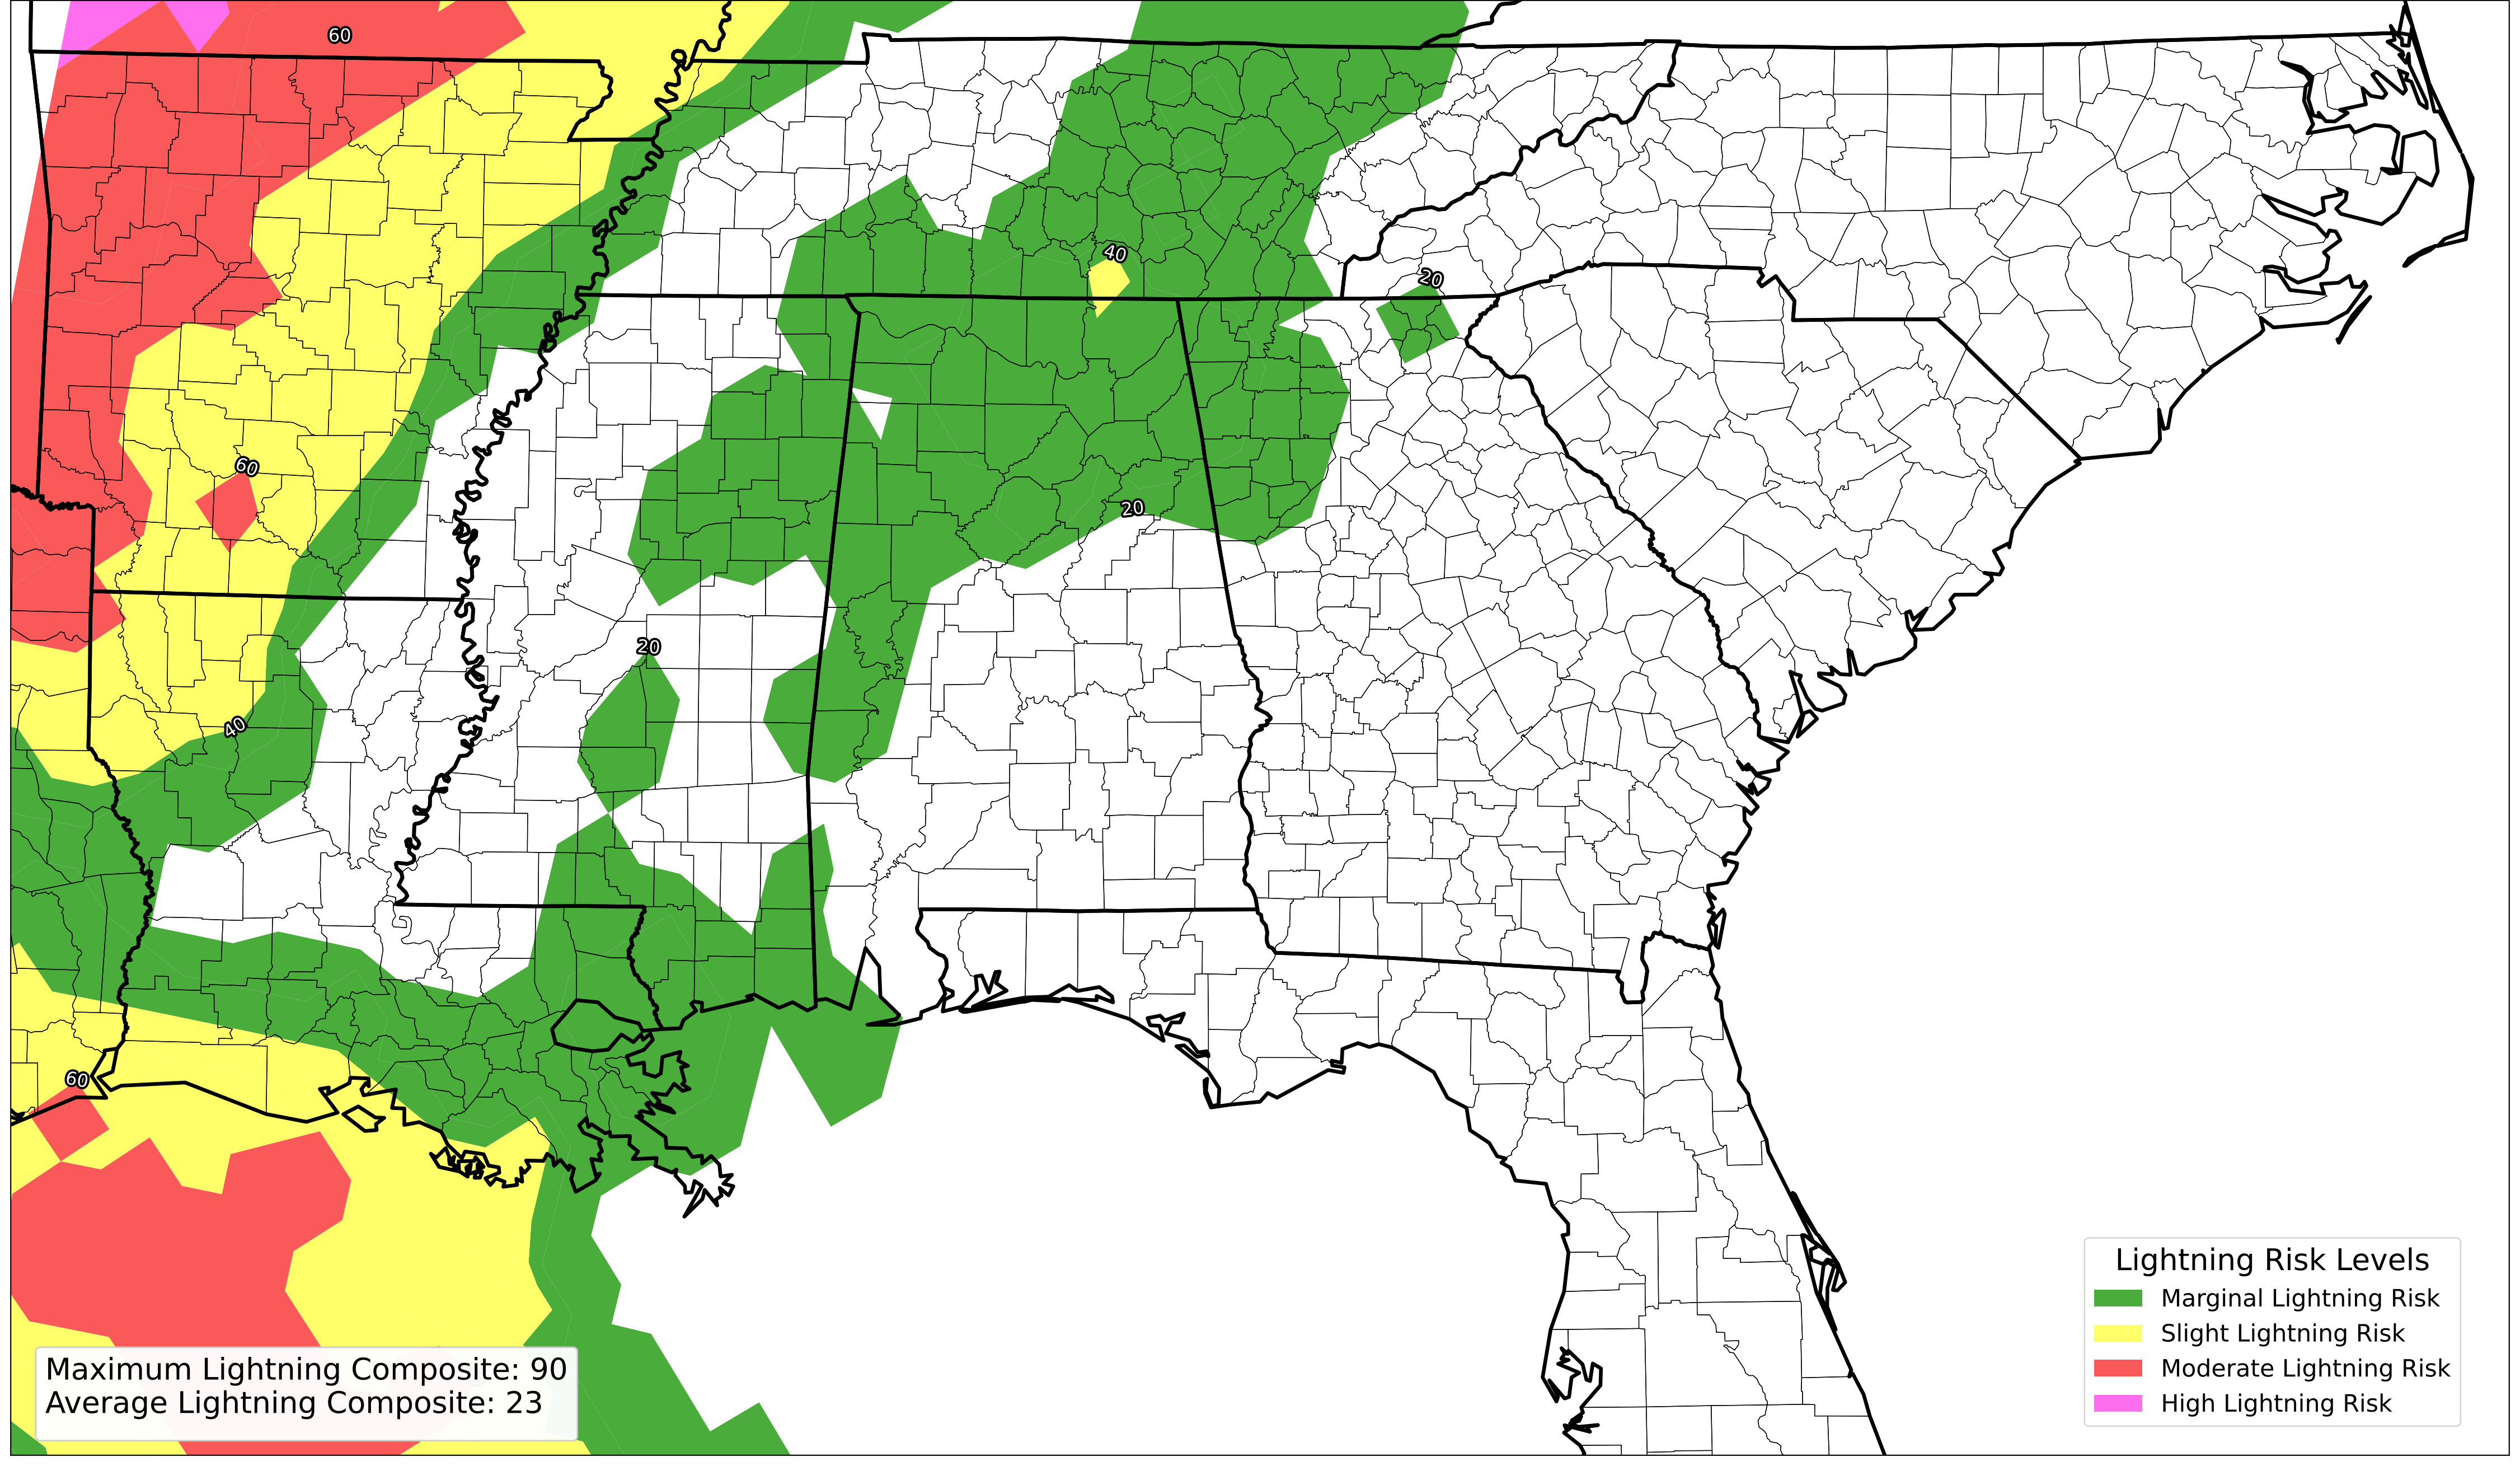 60
40
20
60
20
20
40
60
Lightning Risk Levels
Marginal Lightning Risk
Slight Lightning Risk
Moderate Lightning Risk
High Lightning Risk
Maximum Lightning Composite: 90
Average Lightning Composite: 23